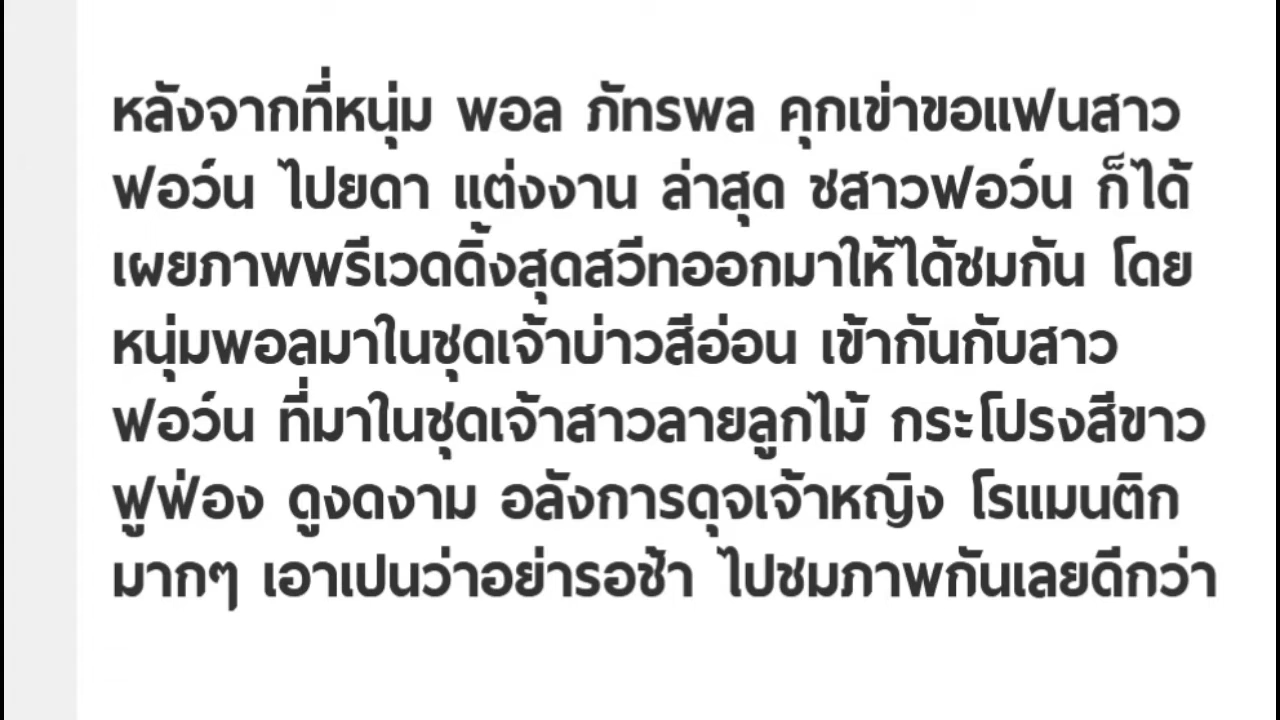 หลังจากที่หนุ่ม พอล ภัทรพล คุกเข่าขอแฟนสาว
ฟอว์น ไปยดา แต่งงาน ล่าสุด ชสาวฟอว์น ก็ได้
เผยภาพพรีเวดดิ้งสุดสวีทออกมาให้ได้ชมกัน โดย
หนุ่มพอลมาในชุดเจ้าบ่าวสีอ่อน เข้ากันกับสาว
ฟอว์น ที่มาในชุดเจ้าสาวลายลูกไม้ กระโปรงสีขาว
ฟูฟ่อง ดูงดงาม อลังการดุจเจ้าหญิง โรแมนติก
มากๆ เอาเปนว่าอย่ารอช้า ไปชมภาพกันเลยดีกว่า